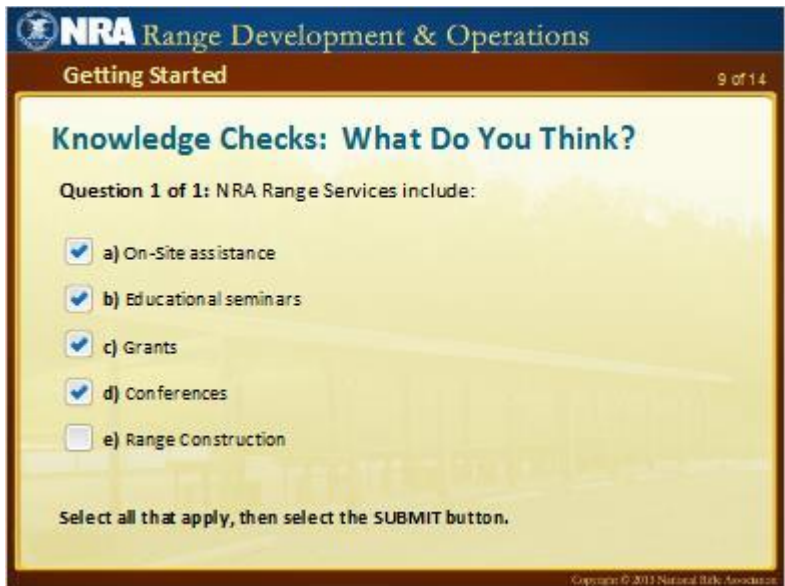 NRA Range Development & Operations
Getting Started
9 of 14
Knowledge Checks: What Do You Think?
Question 1 of 1: NRA Range Services include:
a) On-Site assistance
b) Educational seminars
c) Grants
d) Conferences
e) Range Construction
Select all that apply, then select the SUBMIT button.
Copyright © 2013 National Rifle Association